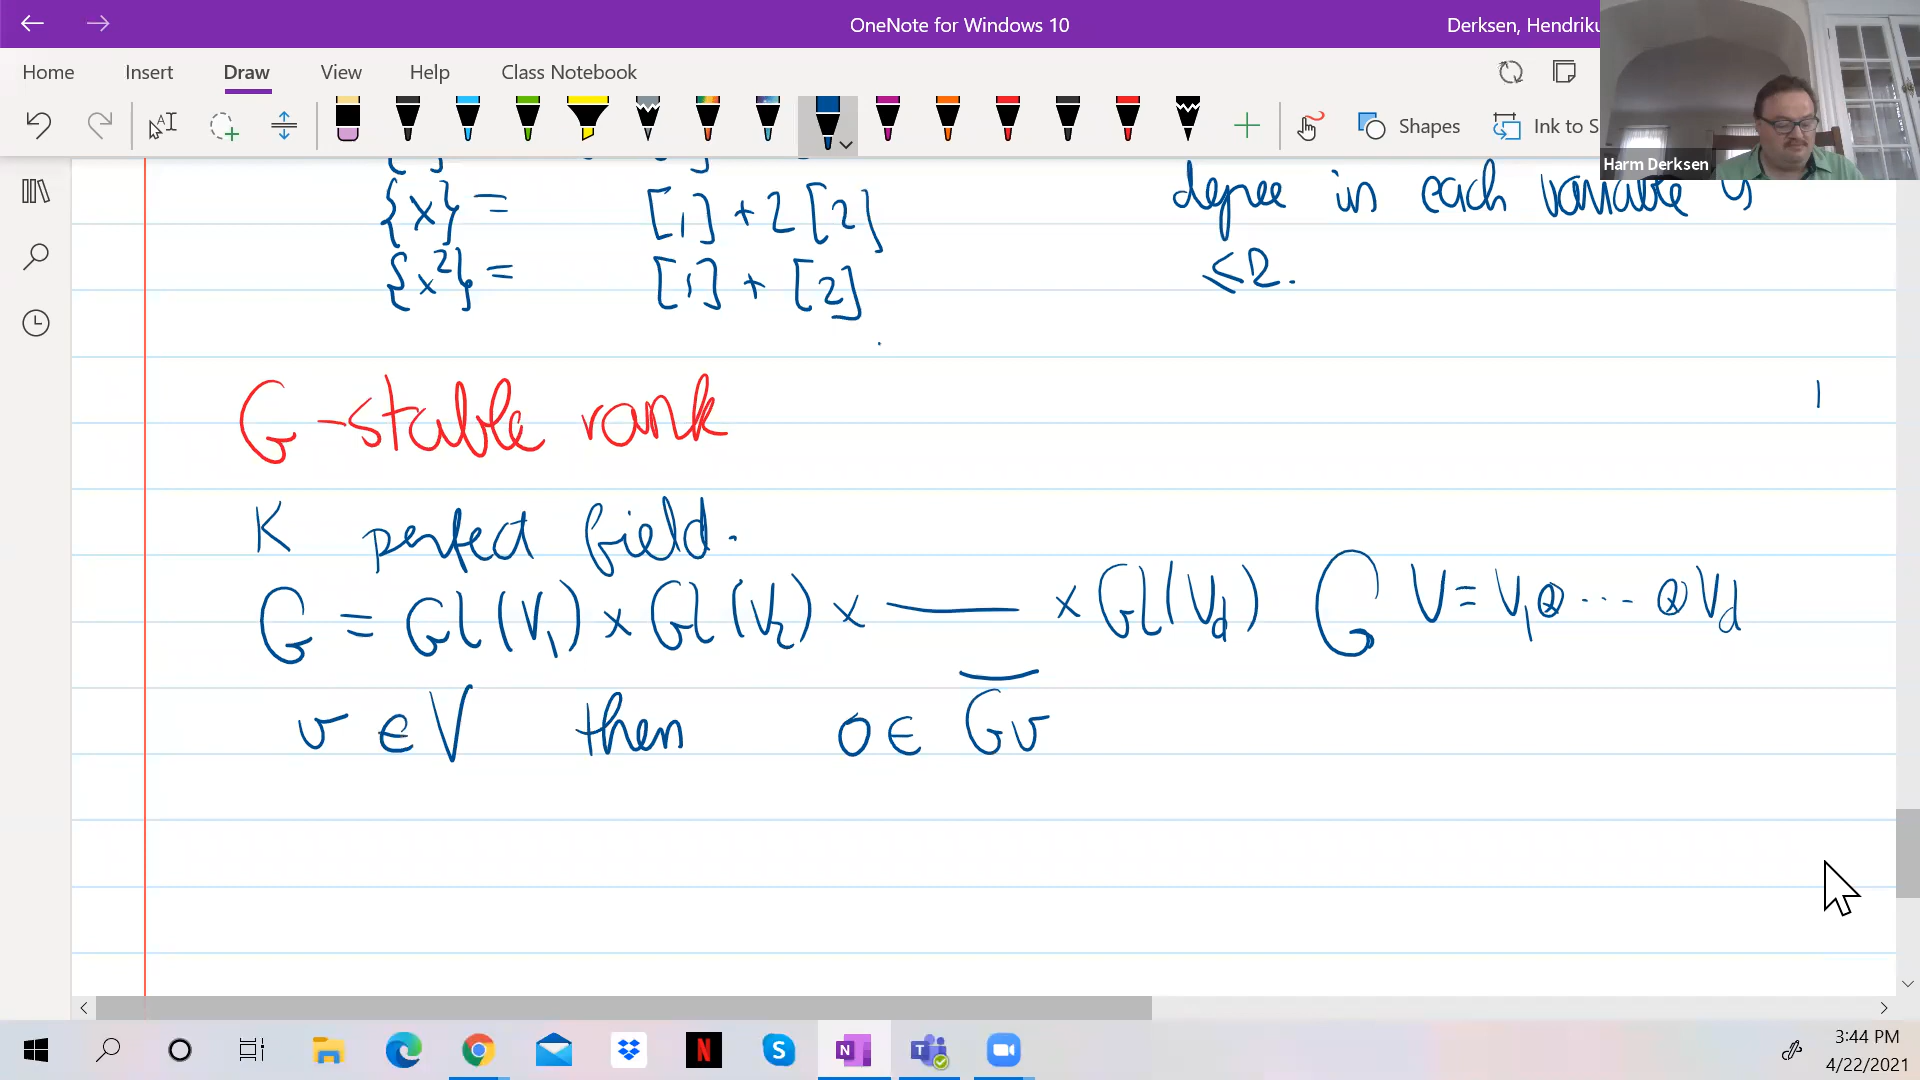 OneNote for Windows 10
Derksen, Hendriku
Home Insert Draw View Help Class Notebook
Shapes Ink to S
Harm Derksen
{x} = [1] + 2 [2]
{x²} = [1] + [2]
degree in each variable is
≤2.
G-stable rank
K perfect field.
G = Gl(V₁) × Gl(V₂) × — × Gl(V_d) G V = V₁⊗ ··· ⊗V_d
v ∈ V then 0 ∈ \overline{Gv}
3:44 PM
4/22/2021